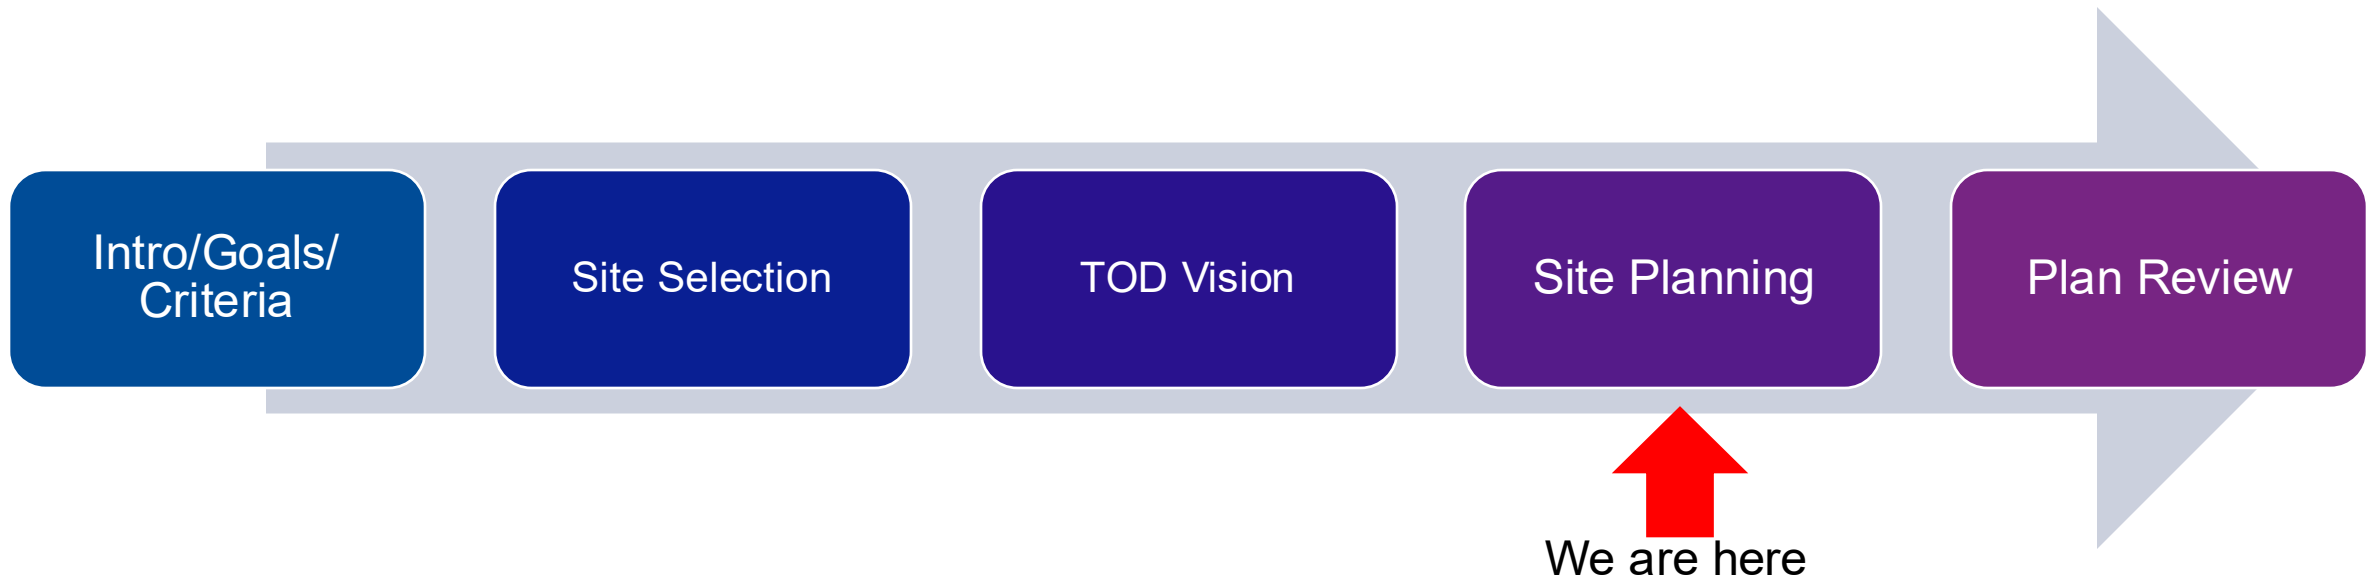 Intro/Goals/
Criteria
Site Selection
TOD Vision
Site Planning
Plan Review
We are here